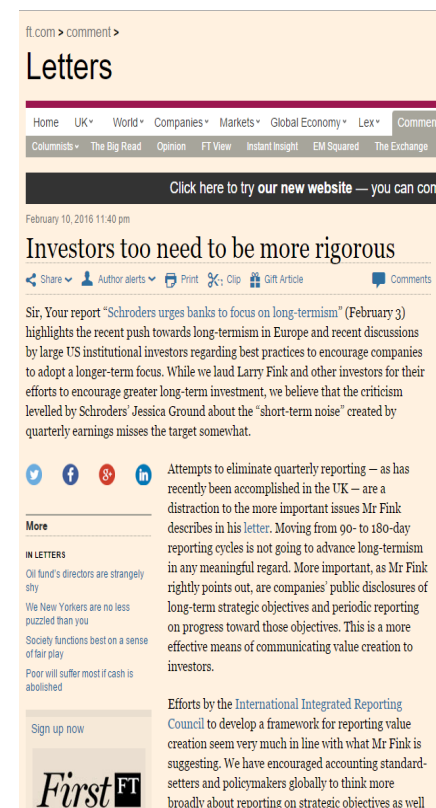 ft.com > comment >
Letters
Home UK World Companies Markets Global Economy Lex
Columnists The Big Read Opinion FT View Instant Insight EM Squared The Exchange
Click here to try our new website — you can
February 10, 2016 11:40 pm
Investors too need to be more rigorous
Share Author alerts Print Clip Gift Article Comments
Sir, Your report “Schroders urges banks to focus on long-termism” (February 3)
highlights the recent push towards long-termism in Europe and recent discussions
by large US institutional investors regarding best practices to encourage companies
to adopt a longer-term focus. While we laud Larry Fink and other investors for their
efforts to encourage greater long-term investment, we believe that the criticism
levelled by Schroders’ Jessica Ground about the “short-term noise” created by
quarterly earnings misses the target somewhat.
Attempts to eliminate quarterly reporting — as has
recently been accomplished in the UK — are a
distraction to the more important issues Mr Fink
describes in his letter. Moving from 90- to 180-day
reporting cycles is not going to advance long-termism
in any meaningful regard. More important, as Mr Fink
rightly points out, are companies’ public disclosures of
long-term strategic objectives and periodic reporting
on progress toward those objectives. This is a more
effective means of communicating value creation to
investors.
Efforts by the International Integrated Reporting
Council to develop a framework for reporting value
creation seem very much in line with what Mr Fink is
suggesting. We have encouraged accounting standard-
setters and policymakers globally to think more
broadly about reporting on strategic objectives as well
More
IN LETTERS
Oil fund’s directors are strangely
shy
We New Yorkers are no less
puzzled than you
Society functions best on a sense
of fair play
Poor will suffer most if cash is
abolished
Sign up now
First FT